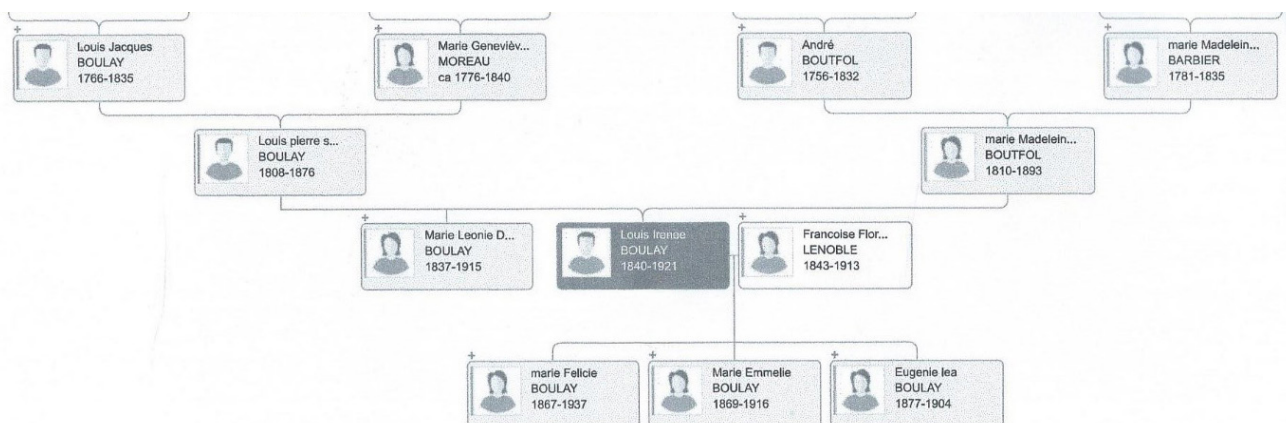 Louis Jacques
BOULAY
1766-1835
Marie Genevièv...
MOREAU
ca 1776-1840
André
BOUTFOL
1756-1832
marie Madelein...
BARBIER
1781-1835
Louis pierre s...
BOULAY
1808-1876
marie Madelein...
BOUTFOL
1810-1893
Marie Leonie D...
BOULAY
1837-1915
Louis Irenee
BOULAY
1840-1921
Francoise Flor...
LENOBLE
1843-1913
marie Felicie
BOULAY
1867-1937
Marie Emmelie
BOULAY
1869-1916
Eugenie lea
BOULAY
1877-1904